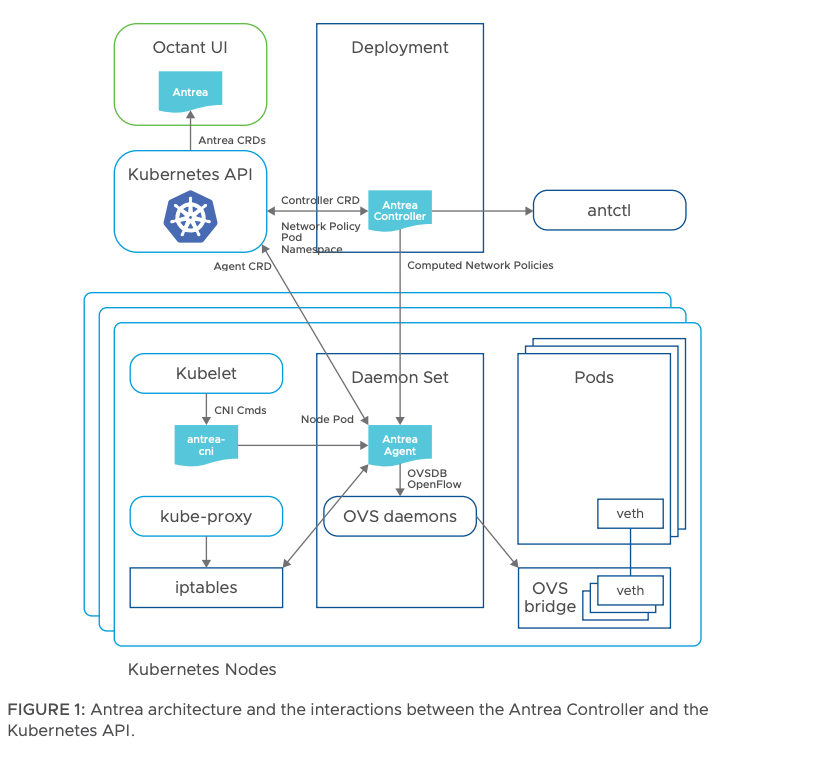 Octant UI
Antrea
Antrea CRDs
Deployment
Kubernetes API
Controller CRD
Network Policy
Pod
Namespace
Antrea
Controller
antctl
Agent CRD
Computed Network Policies
Kubelet
CNI Cmds
antrea-
cni
Daemon Set
Node Pod
Antrea
Agent
OVSDB
OpenFlow
Pods
kube-proxy
OVS daemons
veth
iptables
OVS
bridge
veth
Kubernetes Nodes
FIGURE 1: Antrea architecture and the interactions between the Antrea Controller and the
Kubernetes API.